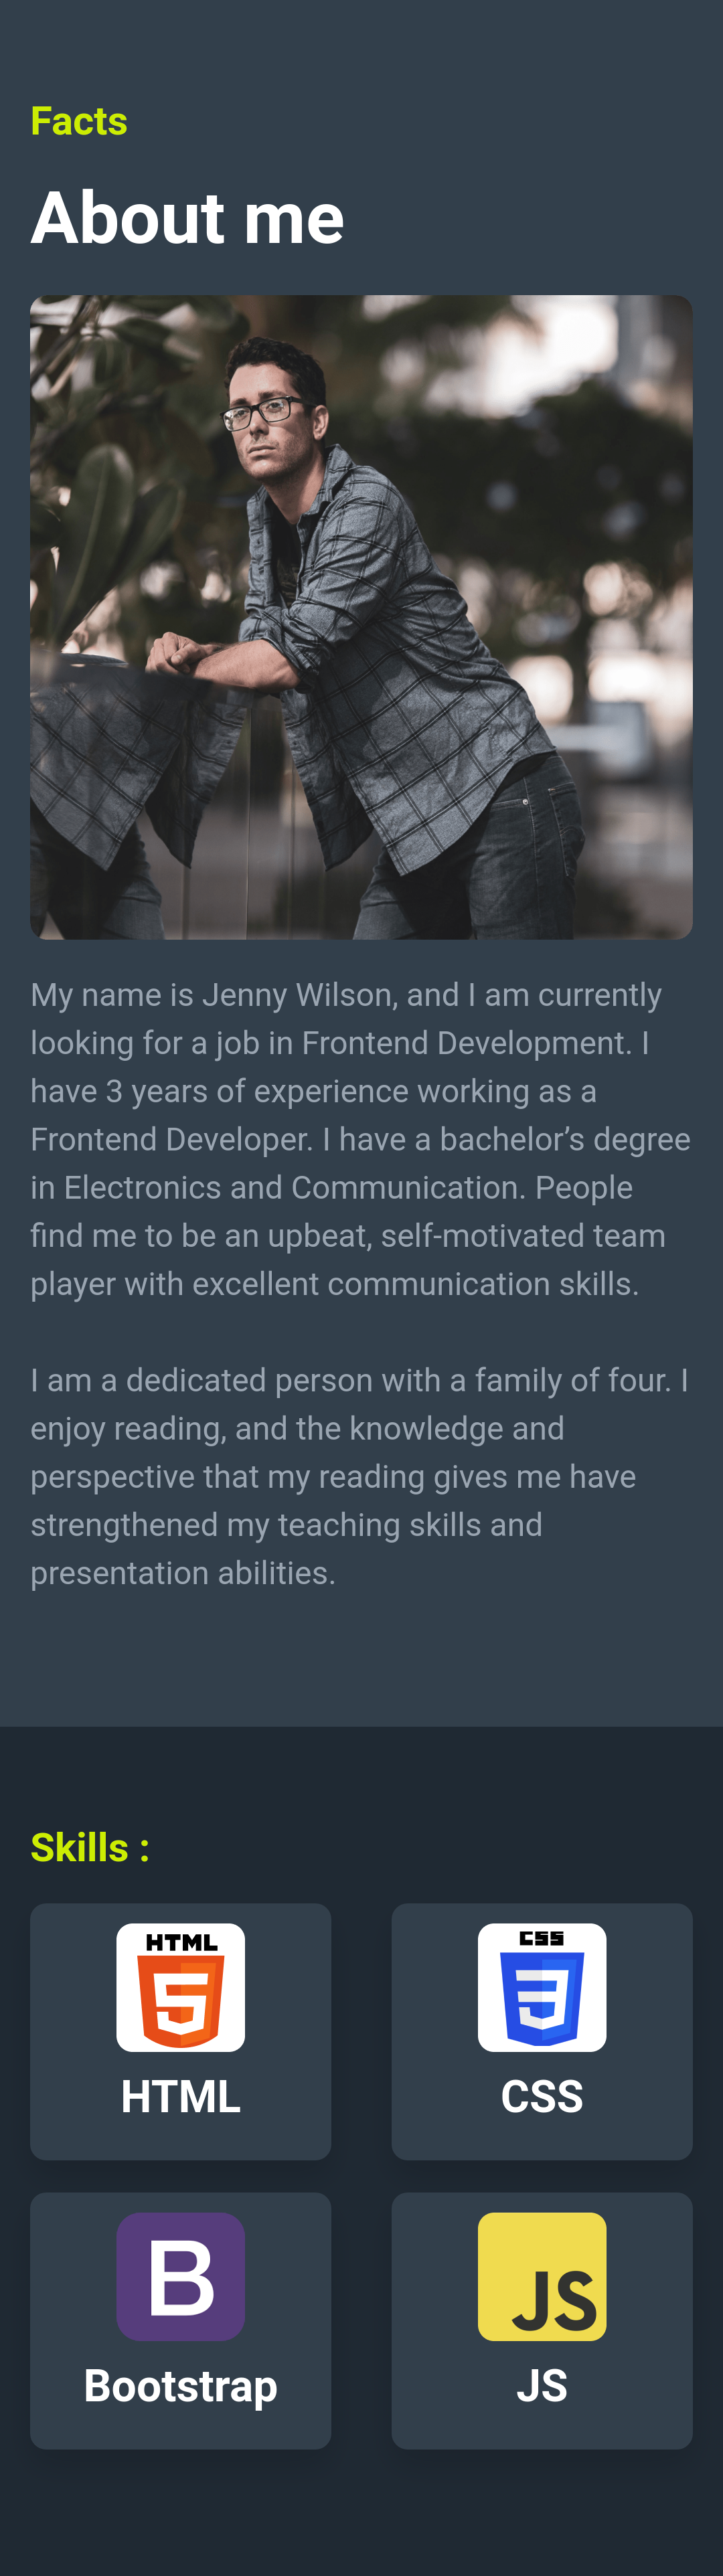 Facts
About me
My name is Jenny Wilson, and I am currently
looking for a job in Frontend Development. I
have 3 years of experience working as a
Frontend Developer. I have a bachelor’s degree
in Electronics and Communication. People
find me to be an upbeat, self-motivated team
player with excellent communication skills.
I am a dedicated person with a family of four. I
enjoy reading, and the knowledge and
perspective that my reading gives me have
strengthened my teaching skills and
presentation abilities.
Skills :
HTML
5
HTML
CSS
3
CSS
B
Bootstrap
JS
JS